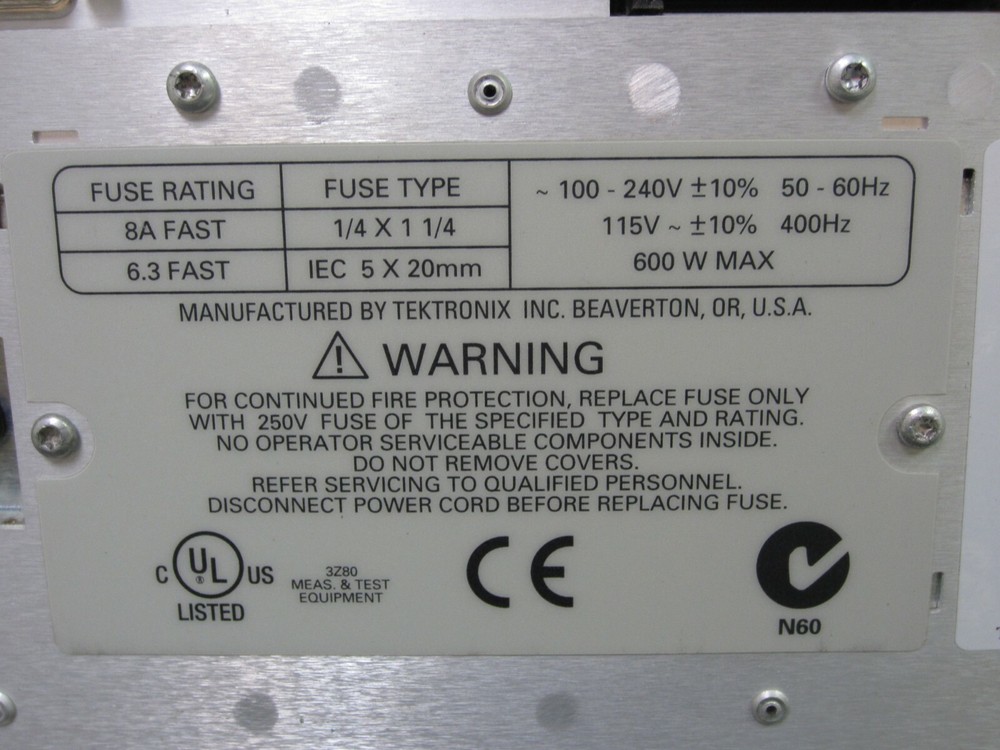 FUSE RATING FUSE TYPE ~ 100 - 240V ±10% 50 - 60Hz
8A FAST 1/4 X 1 1/4 115V ~ ±10% 400Hz
6.3 FAST IEC 5 X 20mm 600 W MAX
MANUFACTURED BY TEKTRONIX INC. BEAVERTON, OR, U.S.A.
! WARNING
FOR CONTINUED FIRE PROTECTION, REPLACE FUSE ONLY
WITH 250V FUSE OF THE SPECIFIED TYPE AND RATING.
NO OPERATOR SERVICEABLE COMPONENTS INSIDE.
DO NOT REMOVE COVERS.
REFER SERVICING TO QUALIFIED PERSONNEL.
DISCONNECT POWER CORD BEFORE REPLACING FUSE.
C UL ® US
LISTED
3Z80
MEAS. & TEST
EQUIPMENT
CE
N60